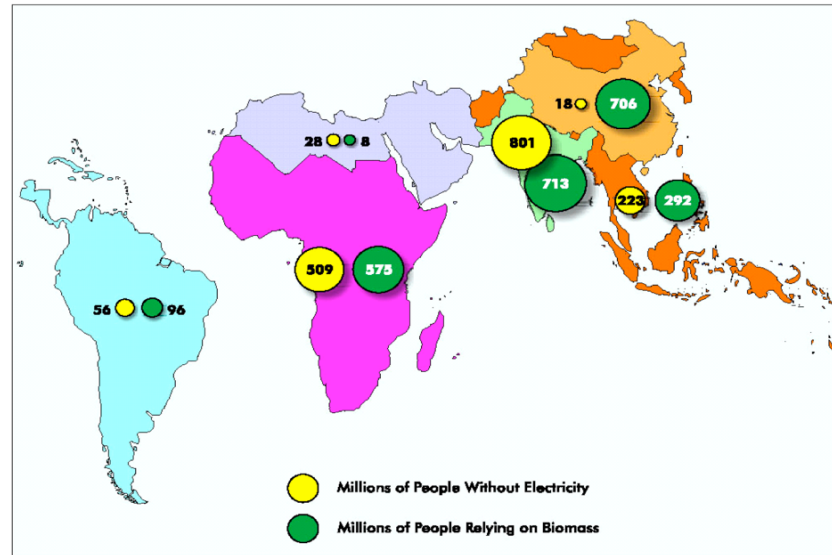 18 706
28 8 801
713
223 292
509 575
56 96
Millions of People Without Electricity
Millions of People Relying on Biomass